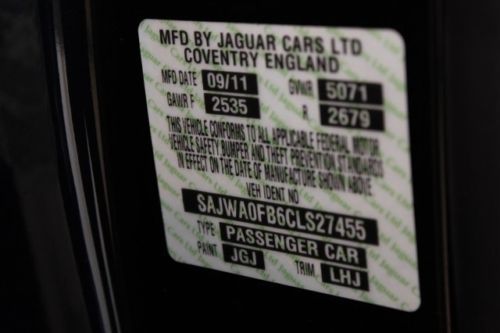 MFD BY JAGUAR CARS LTD
COVENTRY ENGLAND
MFD DATE 09/11 GVWR 5071
GAWR F 2535 R 2679
THIS VEHICLE CONFORMS TO ALL APPLICABLE FEDERAL MOTOR
VEHICLE SAFETY BUMPER AND THEFT PREVENTION STANDARDS
IN EFFECT ON THE DATE OF MANUFACTURE SHOWN ABOVE
VEH IDENT NO
SAJWA0FB6CLS27455
TYPE PASSENGER CAR
PAINT JGJ TRIM LHJ